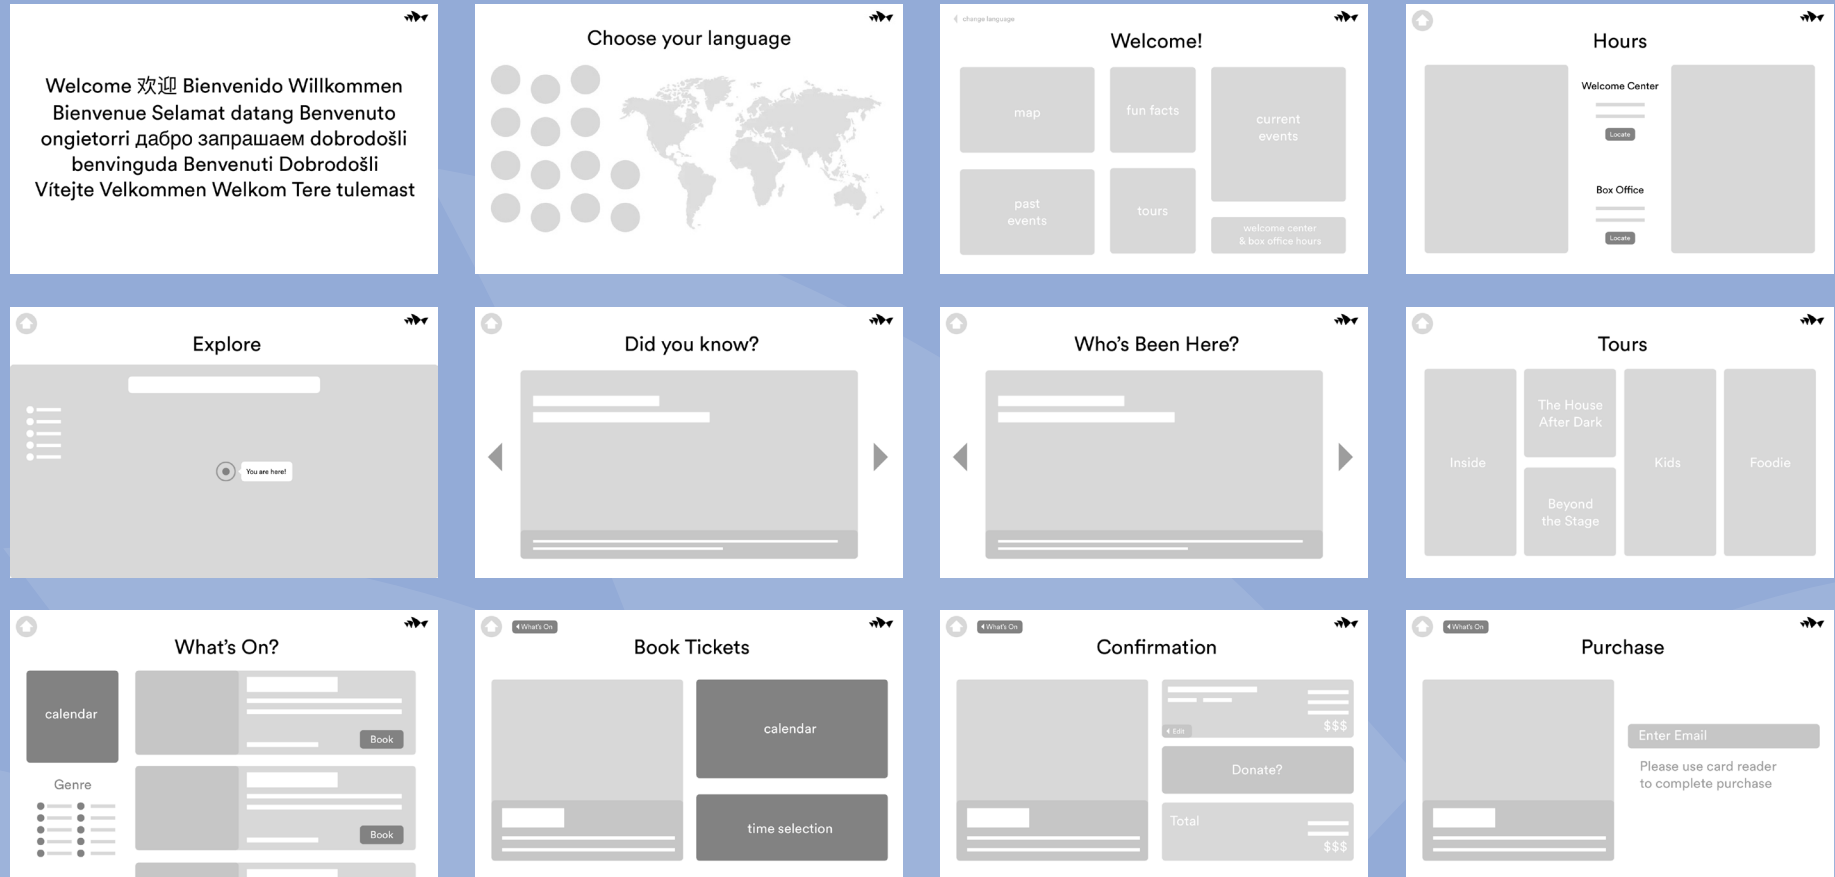 Welcome 欢迎 Bienvenido Willkommen
Bienvenue Selamat datang Benvenuto
ongietorri дабро запрашаем dobrodošli
benvinguda Benvenuti Dobrodošli
Vítejte Velkommen Welkom Tere tulemast
Choose your language
change language
Welcome!
map
fun facts
current
events
past
events
tours
welcome center
& box office hours
Hours
Welcome Center
Locate
Box Office
Locate
Explore
You are here!
Did you know?
Who's Been Here?
Tours
Inside
The House
After Dark
Beyond
the Stage
Kids
Foodie
What's On?
calendar
Genre
Book
Book
What's On
Book Tickets
calendar
time selection
What's On
Confirmation
$$$
Edit
Donate?
Total
$$$
What's On
Purchase
Enter Email
Please use card reader
to complete purchase